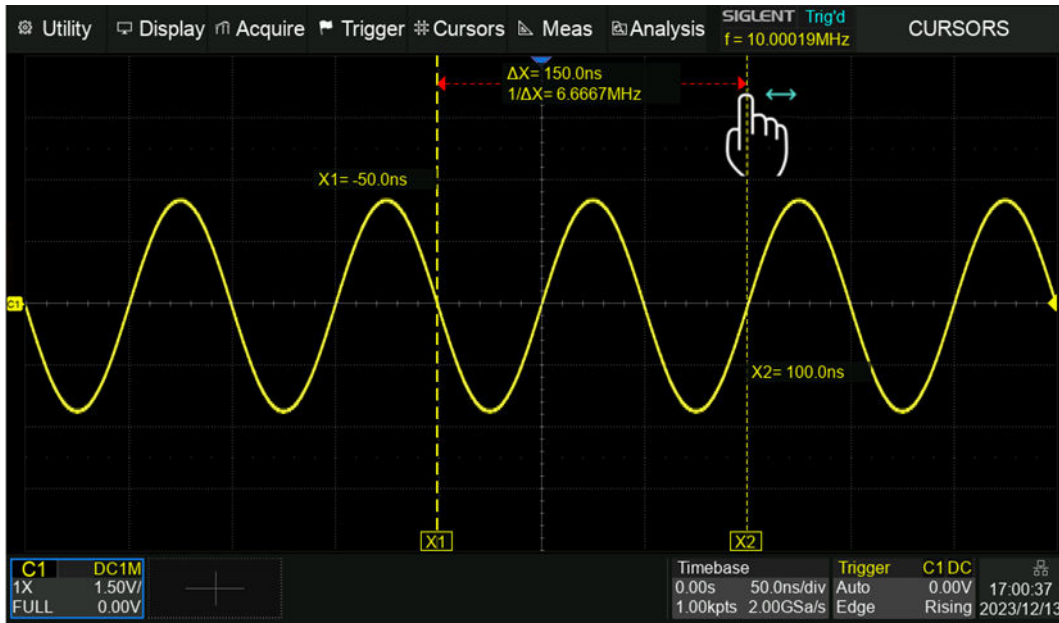 Utility Display Acquire Trigger Cursors Meas Analysis SIGLENT Trig'd CURSORS
f = 10.00019MHz
ΔX= 150.0ns
1/ΔX= 6.6667MHz
X1= -50.0ns
C1
X2= 100.0ns
X1 X2
C1 DC1M
1X 1.50V/
FULL 0.00V
Timebase
0.00s 50.0ns/div
1.00kpts 2.00GSa/s
Trigger C1 DC
Auto 0.00V
Edge Rising
17:00:37
2023/12/13